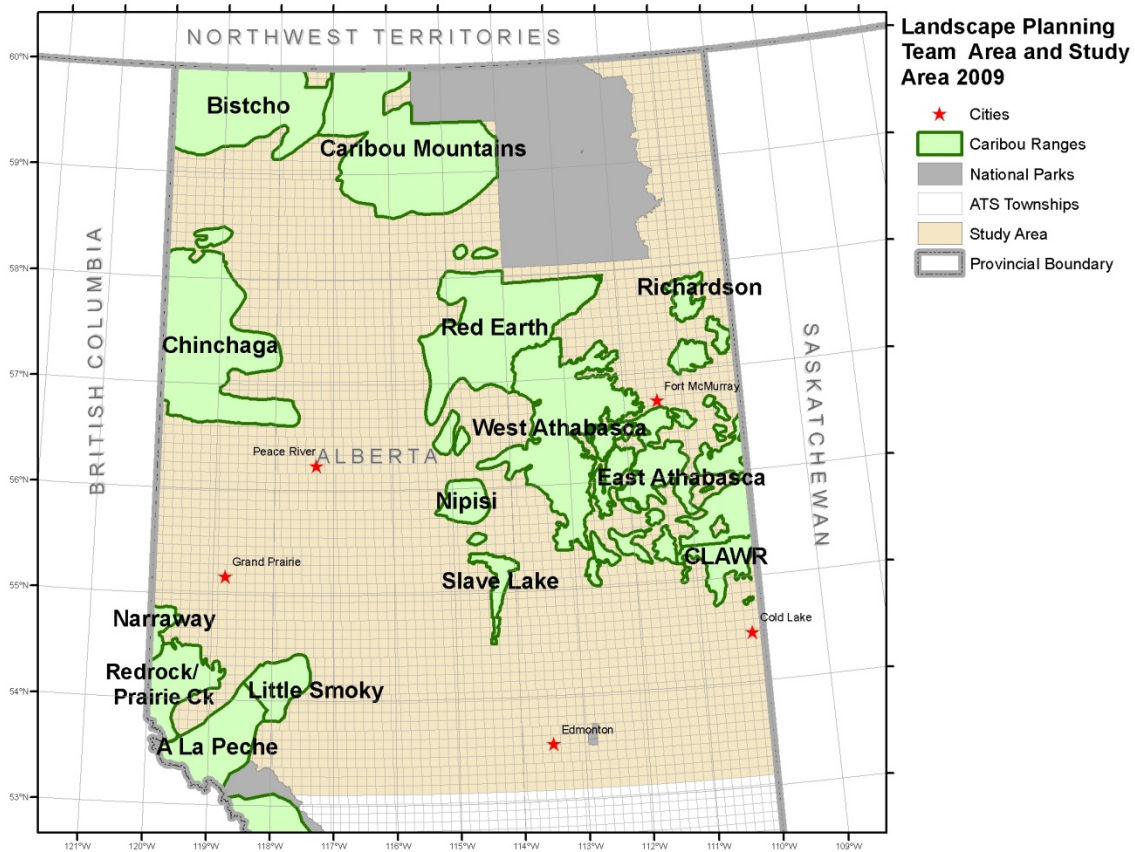 Landscape Planning
Team Area and Study
Area 2009
Cities
Caribou Ranges
National Parks
ATS Townships
Study Area
Provincial Boundary
NORTHWEST TERRITORIES
BRITISH COLUMBIA
ALBERTA
SASKATCHEWAN
Bistcho
Caribou Mountains
Chinchaga
Red Earth
Richardson
Fort McMurray
West Athabasca
Peace River
East Athabasca
Nipisi
CLAWR
Slave Lake
Grand Prairie
Cold Lake
Narraway
Redrock/
Prairie Ck
Little Smoky
A La Peche
Edmonton
60°N
59°N
58°N
57°N
56°N
55°N
54°N
53°N
121°W
120°W
119°W
118°W
117°W
116°W
115°W
114°W
113°W
112°W
111°W
110°W
109°W